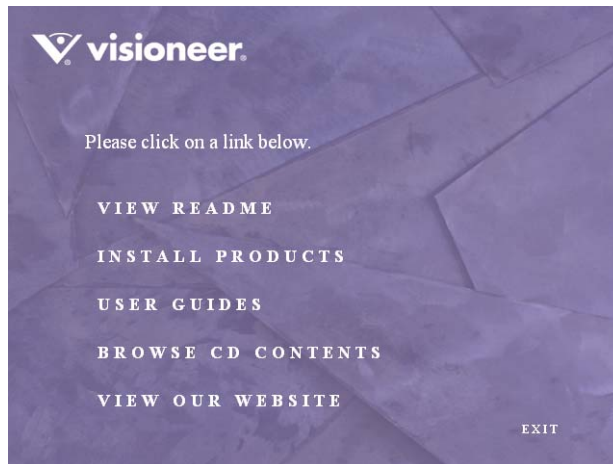 visioneer®
Please click on a link below.
VIEW README
INSTALL PRODUCTS
USER GUIDES
BROWSE CD CONTENTS
VIEW OUR WEBSITE
EXIT